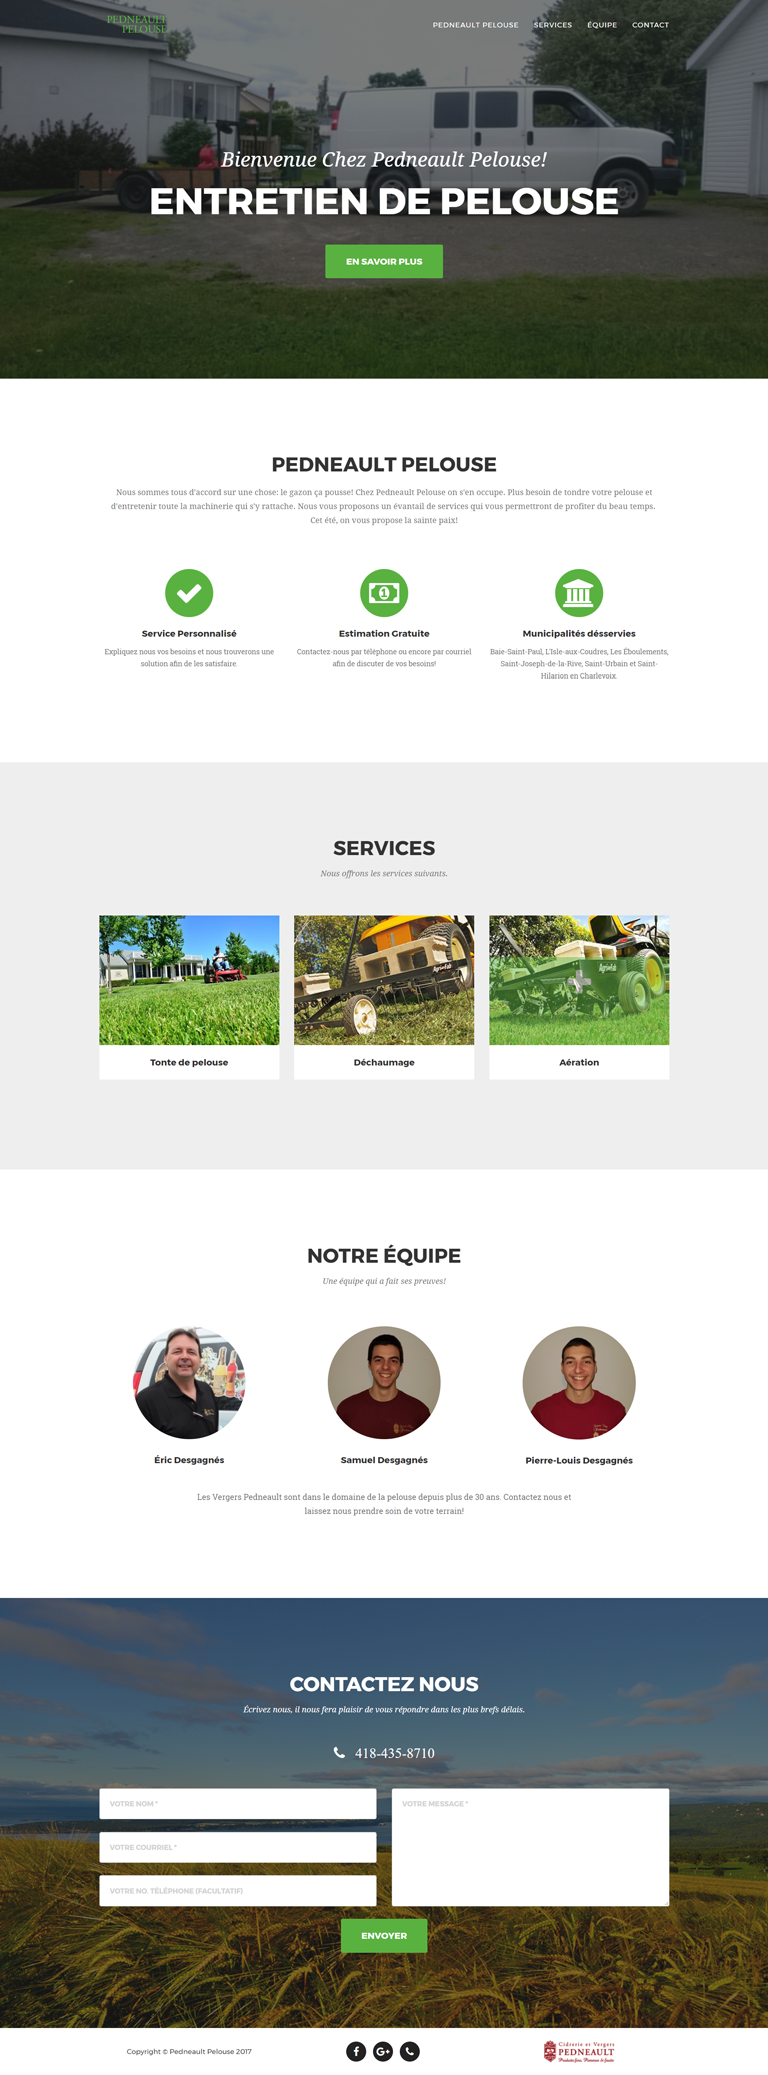 PEDNEAULT
PELOUSE
PEDNEAULT PELOUSE SERVICES ÉQUIPE CONTACT
Bienvenue Chez Pedneault Pelouse!
ENTRETIEN DE PELOUSE
EN SAVOIR PLUS
PEDNEAULT PELOUSE
Nous sommes tous d'accord sur une chose: le gazon ça pousse! Chez Pedneault Pelouse on s'en occupe. Plus besoin de tondre votre pelouse et
d'entretenir toute la machinerie qui s'y rattache. Nous vous proposons un évantail de services qui vous permettront de profiter du beau temps.
Cet été, on vous propose la sainte paix!
Service Personnalisé
Expliquez nous vos besoins et nous trouverons une
solution afin de les satisfaire.
Estimation Gratuite
Contactez-nous par téléphone ou encore par courriel
afin de discuter de vos besoins!
Municipalités désservies
Baie-Saint-Paul, L'Isle-aux-Coudres, Les Éboulements,
Saint-Joseph-de-la-Rive, Saint-Urbain et Saint-
Hilarion en Charlevoix.
SERVICES
Nous offrons les services suivants.
Agri-Fab
Agri-Fab
Tonte de pelouse
Déchaumage
Aération
NOTRE ÉQUIPE
Une équipe qui a fait ses preuves!
Éric Desgagnés
Samuel Desgagnés
Pierre-Louis Desgagnés
Les Vergers Pedneault sont dans le domaine de la pelouse depuis plus de 30 ans. Contactez nous et
laissez nous prendre soin de votre terrain!
CONTACTEZ NOUS
Écrivez nous, il nous fera plaisir de vous répondre dans les plus brefs délais.
418-435-8710
VOTRE NOM *
VOTRE COURRIEL *
VOTRE NO. TÉLÉPHONE (FACULTATIF)
VOTRE MESSAGE *
ENVOYER
Copyright © Pedneault Pelouse 2017
Cidrerie et Vergers
PEDNEAULT